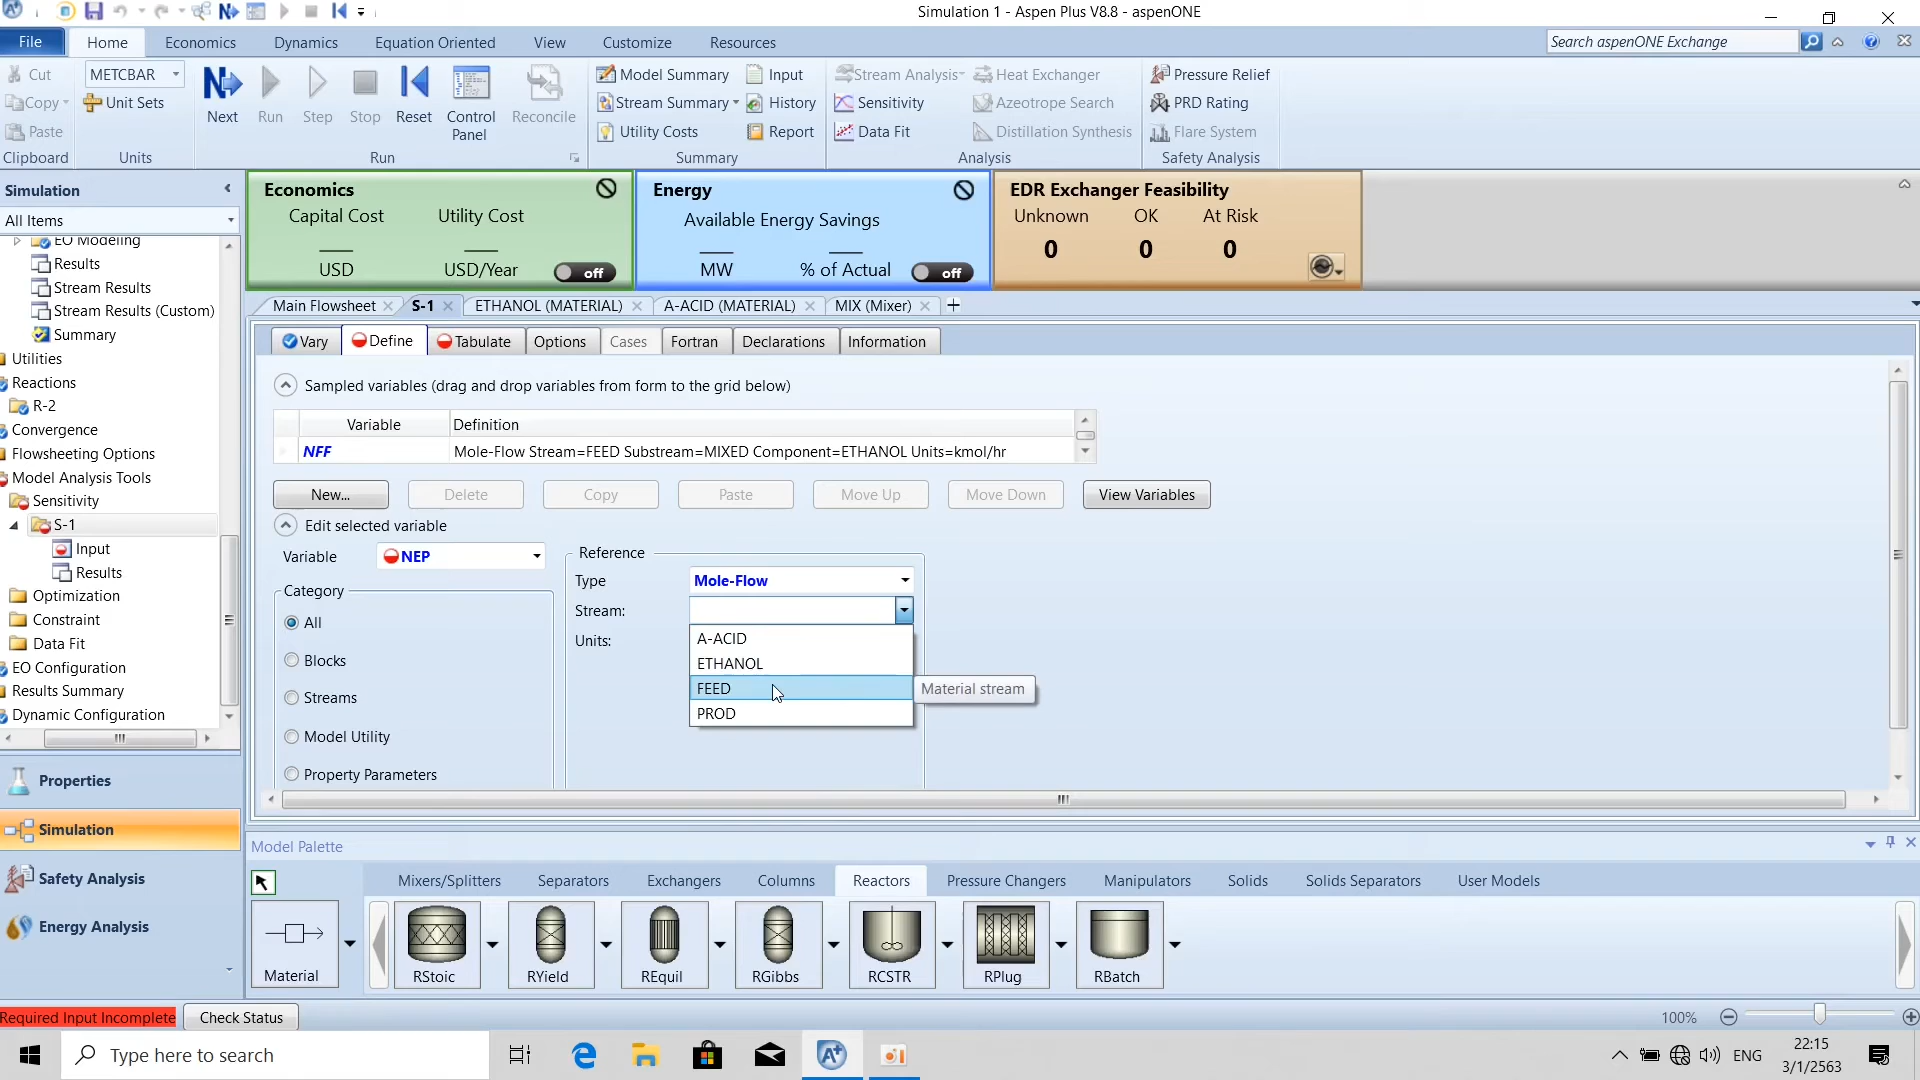 Simulation 1 - Aspen Plus V8.8 - aspenONE
File
Home
Economics
Dynamics
Equation Oriented
View
Customize
Resources
Search aspenONE Exchange
Cut
Copy
Paste
Clipboard
METCBAR
Unit Sets
Units
Next
Run
Step
Stop
Reset
Control Panel
Reconcile
Run
Model Summary
Input
Stream Summary
History
Utility Costs
Report
Summary
Stream Analysis
Heat Exchanger
Sensitivity
Azeotrope Search
Data Fit
Distillation Synthesis
Analysis
Pressure Relief
PRD Rating
Flare System
Safety Analysis
Simulation
All Items
EO Modeling
Results
Stream Results
Stream Results (Custom)
Summary
Utilities
Reactions
R-2
Convergence
Flowsheeting Options
Model Analysis Tools
Sensitivity
S-1
Input
Results
Optimization
Constraint
Data Fit
EO Configuration
Results Summary
Dynamic Configuration
Properties
Simulation
Safety Analysis
Energy Analysis
Economics
Capital Cost Utility Cost
USD USD/Year off
Energy
Available Energy Savings
MW % of Actual off
EDR Exchanger Feasibility
Unknown OK At Risk
0 0 0
Main Flowsheet
S-1
ETHANOL (MATERIAL)
A-ACID (MATERIAL)
MIX (Mixer)
Vary
Define
Tabulate
Options
Cases
Fortran
Declarations
Information
Sampled variables (drag and drop variables from form to the grid below)
Variable Definition
NFF Mole-Flow Stream=FEED Substream=MIXED Component=ETHANOL Units=kmol/hr
New...
Delete
Copy
Paste
Move Up
Move Down
View Variables
Edit selected variable
Variable NEP
Category
All
Blocks
Streams
Model Utility
Property Parameters
Reference
Type Mole-Flow
Stream:
Units:
A-ACID
ETHANOL
FEED
PROD
Material stream
Model Palette
Mixers/Splitters
Separators
Exchangers
Columns
Reactors
Pressure Changers
Manipulators
Solids
Solids Separators
User Models
Material
RStoic
RYield
REquil
RGibbs
RCSTR
RPlug
RBatch
Required Input Incomplete
Check Status
100%
Type here to search
ENG
22:15
3/1/2563